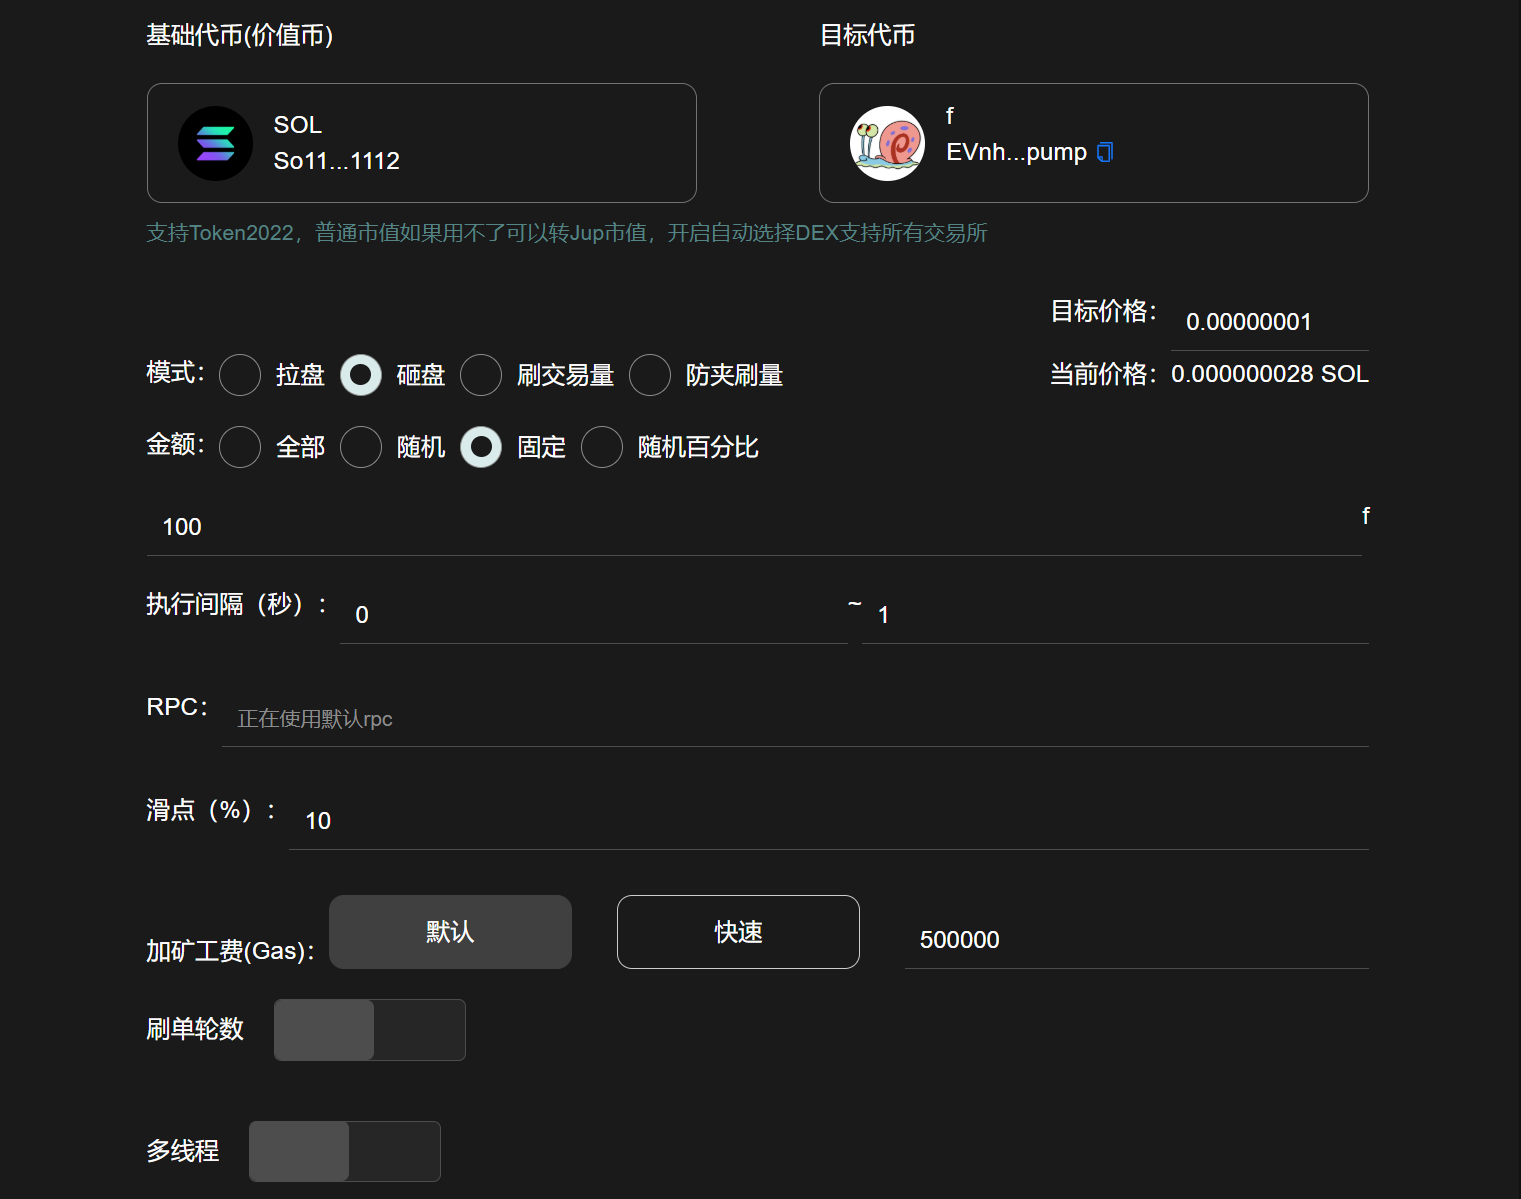 基础代币(价值币)
目标代币
SOL
So11...1112
f
EVnh...pump
支持Token2022，普通市值如果用不了可以转Jup市值，开启自动选择DEX支持所有交易所
目标价格： 0.00000001
模式： 拉盘 砸盘 刷交易量 防夹刷量
当前价格：0.000000028 SOL
金额： 全部 随机 固定 随机百分比
100 f
执行间隔（秒）： 0 ~ 1
RPC： 正在使用默认rpc
滑点（%）： 10
加矿工费(Gas)： 默认 快速 500000
刷单轮数
多线程